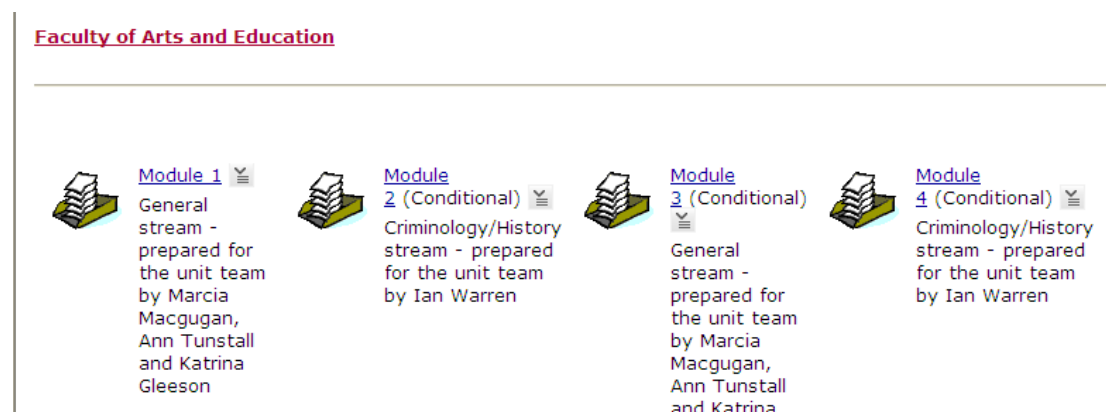 Faculty of Arts and Education
Module 1
General
stream -
prepared for
the unit team
by Marcia
Macgugan,
Ann Tunstall
and Katrina
Gleeson
Module
2 (Conditional)
Criminology/History
stream - prepared
for the unit team
by Ian Warren
Module
3 (Conditional)
General
stream -
prepared for
the unit team
by Marcia
Macgugan,
Ann Tunstall
and Katrina
Module
4 (Conditional)
Criminology/History
stream - prepared
for the unit team
by Ian Warren